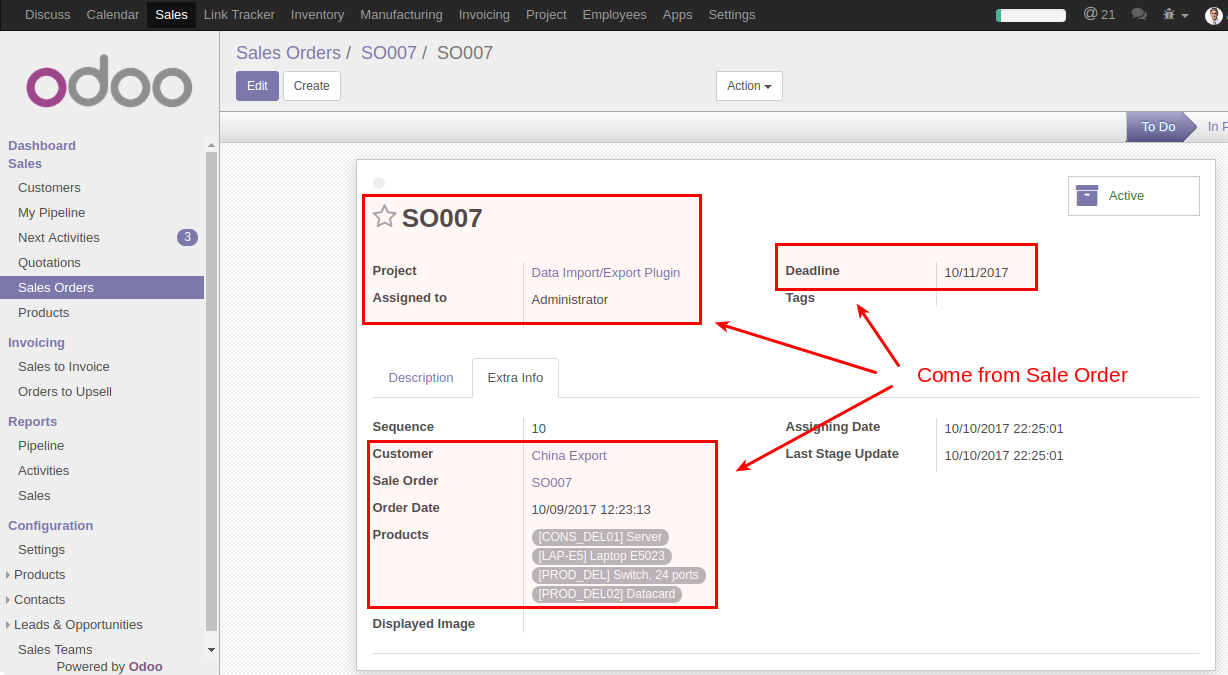 Discuss Calendar Sales Link Tracker Inventory Manufacturing Invoicing Project Employees Apps Settings @ 21
odoo
Sales Orders / SO007 / SO007
Edit Create Action
To Do In P
Dashboard
Sales
Customers
My Pipeline
Next Activities 3
Quotations
Sales Orders
Products
Invoicing
Sales to Invoice
Orders to Upsell
Reports
Pipeline
Activities
Sales
Configuration
Settings
Products
Contacts
Leads & Opportunities
Sales Teams
Powered by Odoo
Active
SO007
Project Data Import/Export Plugin
Assigned to Administrator
Deadline 10/11/2017
Tags
Come from Sale Order
Description Extra Info
Sequence 10
Customer China Export
Sale Order SO007
Order Date 10/09/2017 12:23:13
Products [CONS_DEL01] Server
[LAP-E5] Laptop E5023
[PROD_DEL] Switch, 24 ports
[PROD_DEL02] Datacard
Displayed Image
Assigning Date 10/10/2017 22:25:01
Last Stage Update 10/10/2017 22:25:01